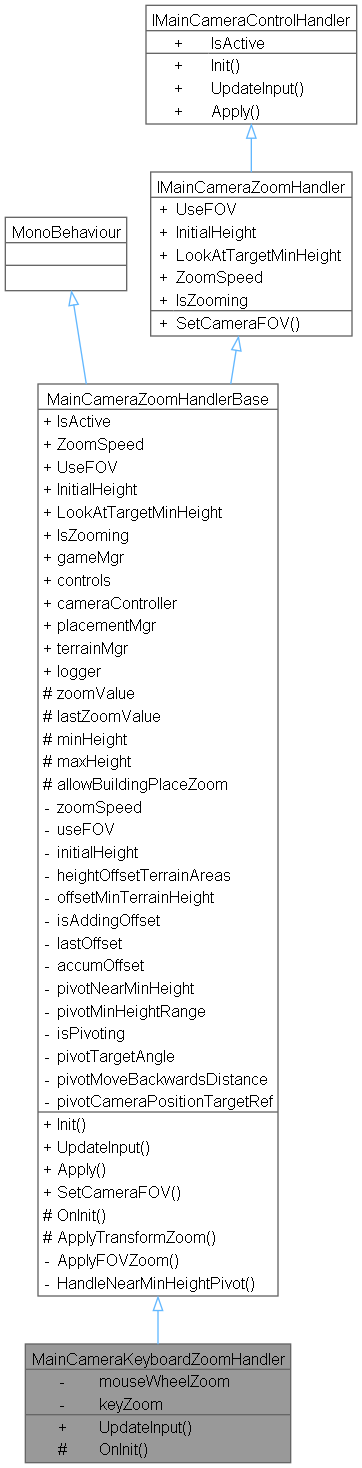 IMainCameraControlHandler
+ IsActive
+ Init()
+ UpdateInput()
+ Apply()
IMainCameraZoomHandler
+ UseFOV
+ InitialHeight
+ LookAtTargetMinHeight
+ ZoomSpeed
+ IsZooming
+ SetCameraFOV()
MonoBehaviour
MainCameraZoomHandlerBase
+ IsActive
+ ZoomSpeed
+ UseFOV
+ InitialHeight
+ LookAtTargetMinHeight
+ IsZooming
+ gameMgr
+ controls
+ cameraController
+ placementMgr
+ terrainMgr
+ logger
# zoomValue
# lastZoomValue
# minHeight
# maxHeight
# allowBuildingPlaceZoom
- zoomSpeed
- useFOV
- initialHeight
- heightOffsetTerrainAreas
- offsetMinTerrainHeight
- isAddingOffset
- lastOffset
- accumOffset
- pivotNearMinHeight
- pivotMinHeightRange
- isPivoting
- pivotTargetAngle
- pivotMoveBackwardsDistance
- pivotCameraPositionTargetRef
+ Init()
+ UpdateInput()
+ Apply()
+ SetCameraFOV()
# OnInit()
# ApplyTransformZoom()
- ApplyFOVZoom()
- HandleNearMinHeightPivot()
MainCameraKeyboardZoomHandler
- mouseWheelZoom
- keyZoom
+ UpdateInput()
# OnInit()